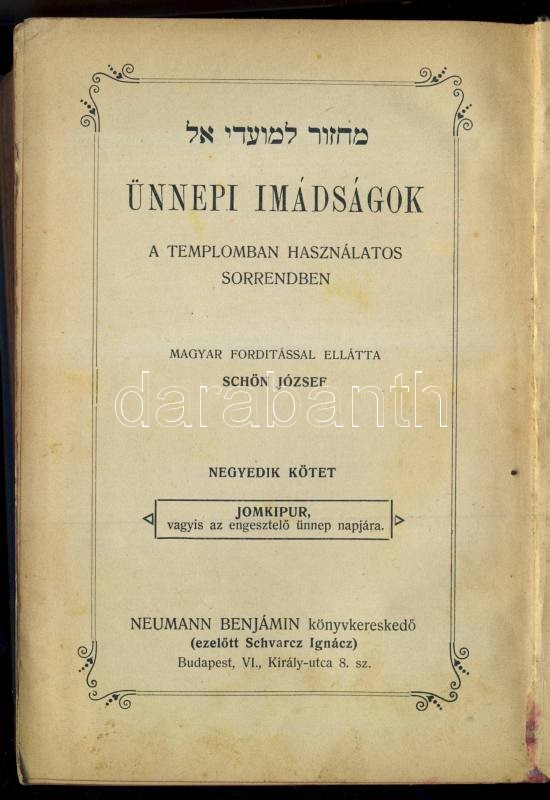 מחזור למועדי אל
ÜNNEPI IMÁDSÁGOK
A TEMPLOMBAN HASZNÁLATOS
SORRENDBEN
MAGYAR FORDITÁSSAL ELLÁTTA
SCHÖN JÓZSEF
darabanth
NEGYEDIK KÖTET
JOMKIPUR,
vagyis az engesztelő ünnep napjára.
NEUMANN BENJÁMIN könyvkereskedő
(ezelőtt Schvarcz Ignácz)
Budapest, VI., Király-utca 8. sz.